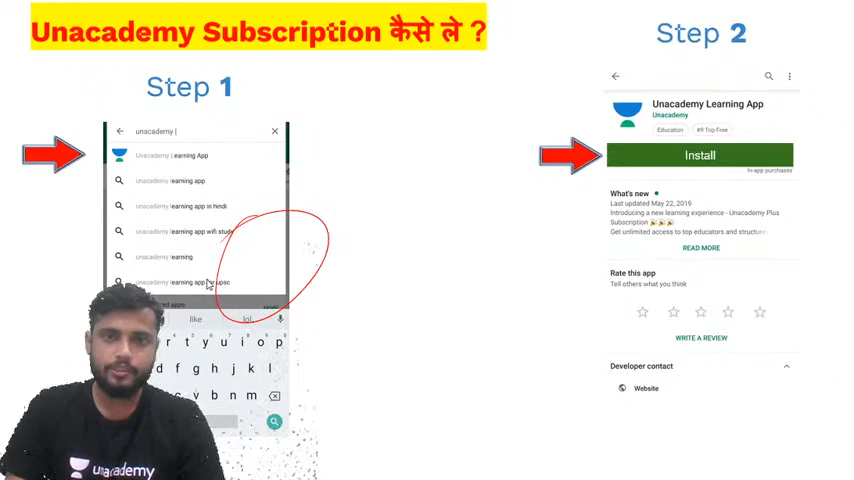 Unacademy Subscription कैसे ले ?
Step 1
unacademy
Unacademy Learning App
unacademy learning app
unacademy learning app in hindi
unacademy learning app wifi study
unacademy learning
unacademy learning app upsc
like
lol
r t y u i o p
d f g h j k l
v b n m
unacademy
Step 2
Unacademy Learning App
Unacademy
Education
#9 Top Free
Install
In-app purchases
What's new
Last updated May 22, 2019
Introducing a new learning experience - Unacademy Plus
Subscription 🎉🎉🎉
Get unlimited access to top educators and structure
READ MORE
Rate this app
Tell others what you think
WRITE A REVIEW
Developer contact
Website